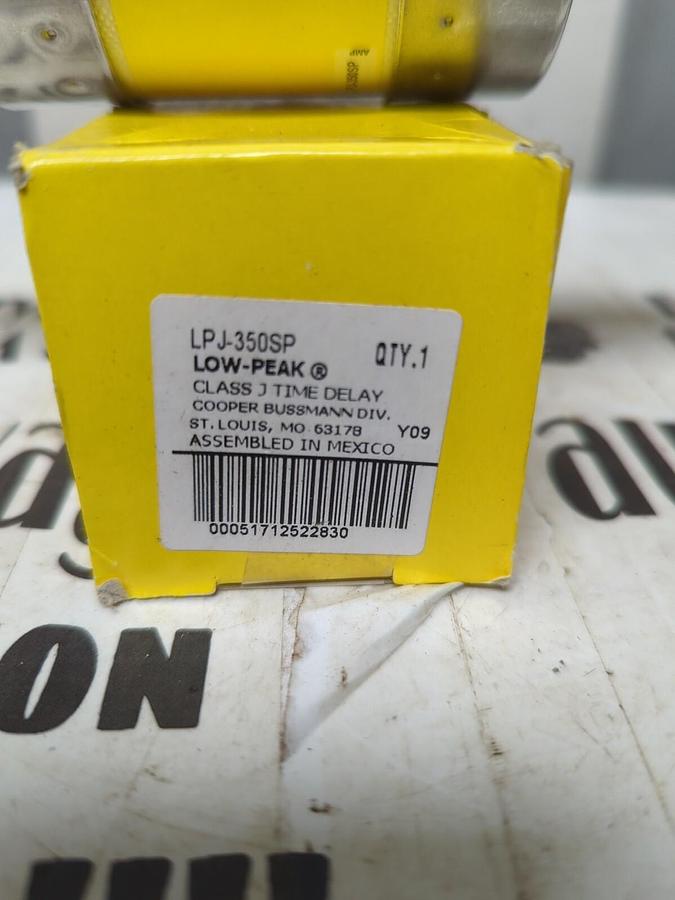 AMP
LPJ-350SP QTY.1
LOW-PEAK ®
CLASS J TIME DELAY
COOPER BUSSMANN DIV.
ST. LOUIS, MO 63178 Y09
ASSEMBLED IN MEXICO
00051712522830
ON